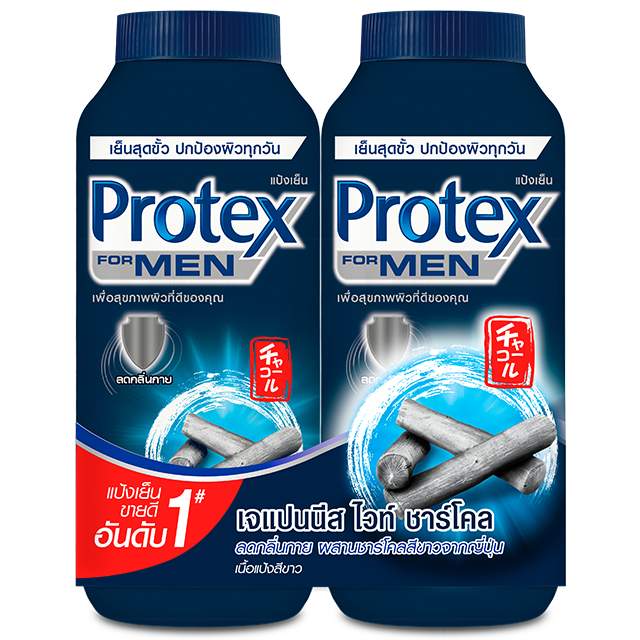 เย็นสุดขั้ว ปกป้องผิวทุกวัน
แป้งเย็น
Protex
FOR MEN
เพื่อสุขภาพผิวที่ดีของคุณ
ลดกลิ่นกาย
チャコール
เย็นสุดขั้ว ปกป้องผิวทุกวัน
แป้งเย็น
Protex
FOR MEN
เพื่อสุขภาพผิวที่ดีของคุณ
チャコール
แป้งเย็น
ขายดี
อันดับ 1#
เจแปนนีส ไวท์ ชาร์โคล
ลดกลิ่นกาย ผสานชาร์โคลสีขาวจากญี่ปุ่น
เนื้อแป้งสีขาว